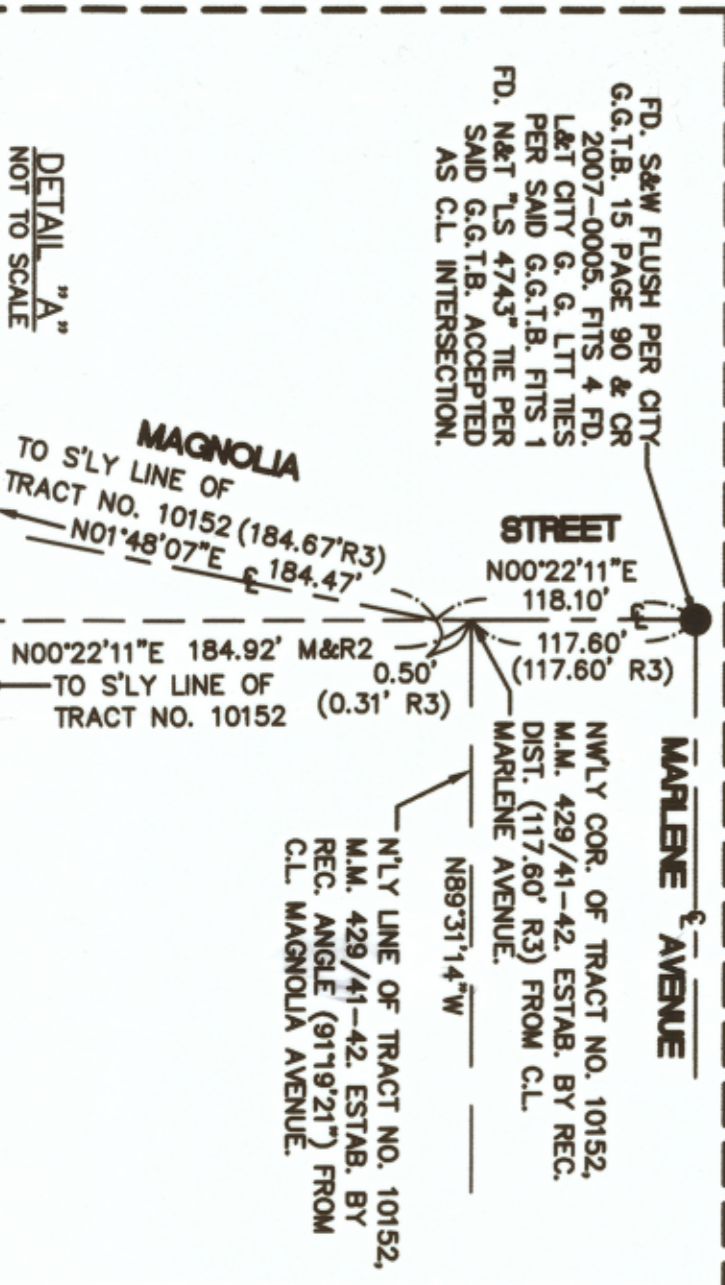 FD. S&W FLUSH PER CITY
G.G.T.B. 15 PAGE 90 & CR
2007-0005. FITS 4 FD.
L&T CITY G. G. LTT TIES
PER SAID G.G.T.B. FITS 1
FD. N&T "LS 4743" TIE PER
SAID G.G.T.B. ACCEPTED
AS C.L. INTERSECTION.
DETAIL "A"
NOT TO SCALE
MAGNOLIA
TO S'LY LINE OF
TRACT NO. 10152 (184.67'R3)
N01°48'07"E ℄ 184.47'
STREET
N00°22'11"E
118.10'
℄
117.60'
(117.60' R3)
N00°22'11"E 184.92' M&R2
TO S'LY LINE OF
TRACT NO. 10152
0.50'
(0.31' R3)
MARLENE ℄ AVENUE
NW'LY COR. OF TRACT NO. 10152,
M.M. 429/41-42. ESTAB. BY REC.
DIST. (117.60' R3) FROM C.L.
MARLENE AVENUE.
N89°31'14"W
N'LY LINE OF TRACT NO. 10152,
M.M. 429/41-42. ESTAB. BY
REC. ANGLE (91°19'21") FROM
C.L. MAGNOLIA AVENUE.